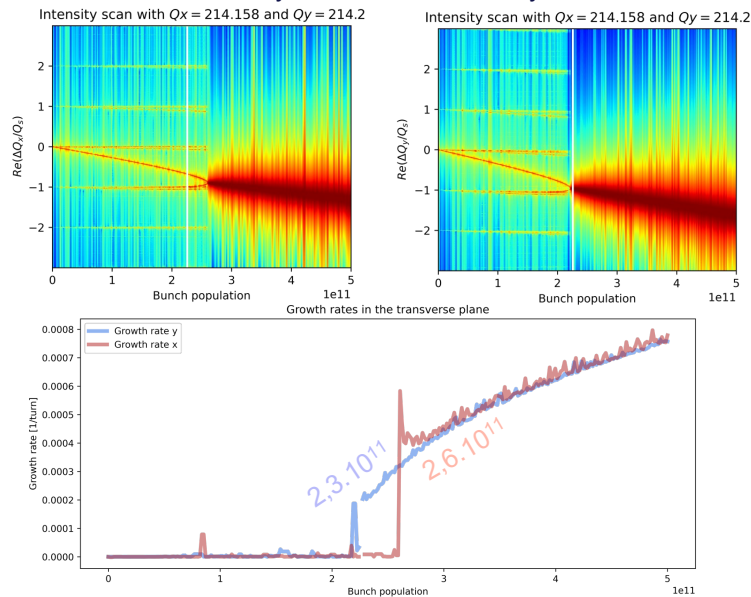 Intensity scan with Qx = 214.158 and Qy = 214.2
Intensity scan with Qx = 214.158 and Qy = 214.2
Re(ΔQx/Qs)
2
1
0
−1
−2
0 1 2 3 4 5
1e11
Bunch population
Re(ΔQy/Qs)
3
2
1
0
−1
−2
0 1 2 3 4 5
1e11
Bunch population
Growth rates in the transverse plane
Growth rate y
Growth rate x
Growth rate [1/turn]
0.0008
0.0007
0.0006
0.0005
0.0004
0.0003
0.0002
0.0001
0.0000
2,3.10¹¹
2,6.10¹¹
0 1 2 3 4 5
1e11
Bunch population